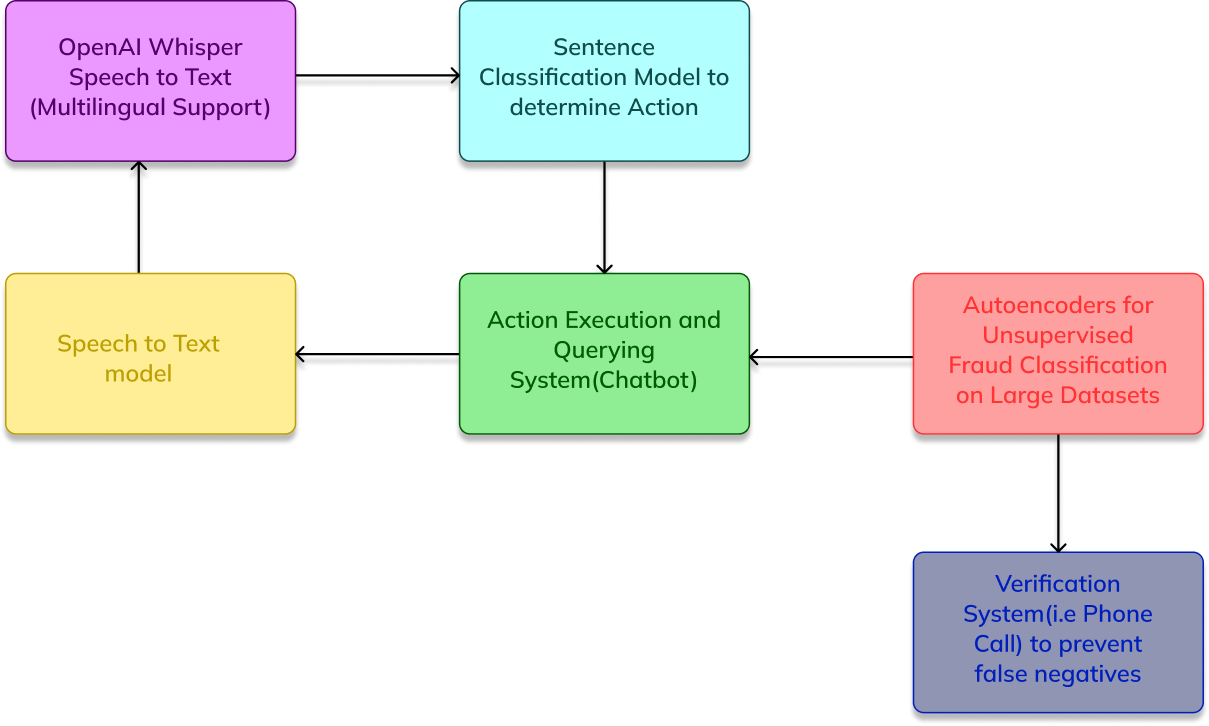 OpenAI Whisper
Speech to Text
(Multilingual Support)
Sentence
Classification Model to
determine Action
Speech to Text
model
Action Execution and
Querying
System(Chatbot)
Autoencoders for
Unsupervised
Fraud Classification
on Large Datasets
Verification
System(i.e Phone
Call) to prevent
false negatives